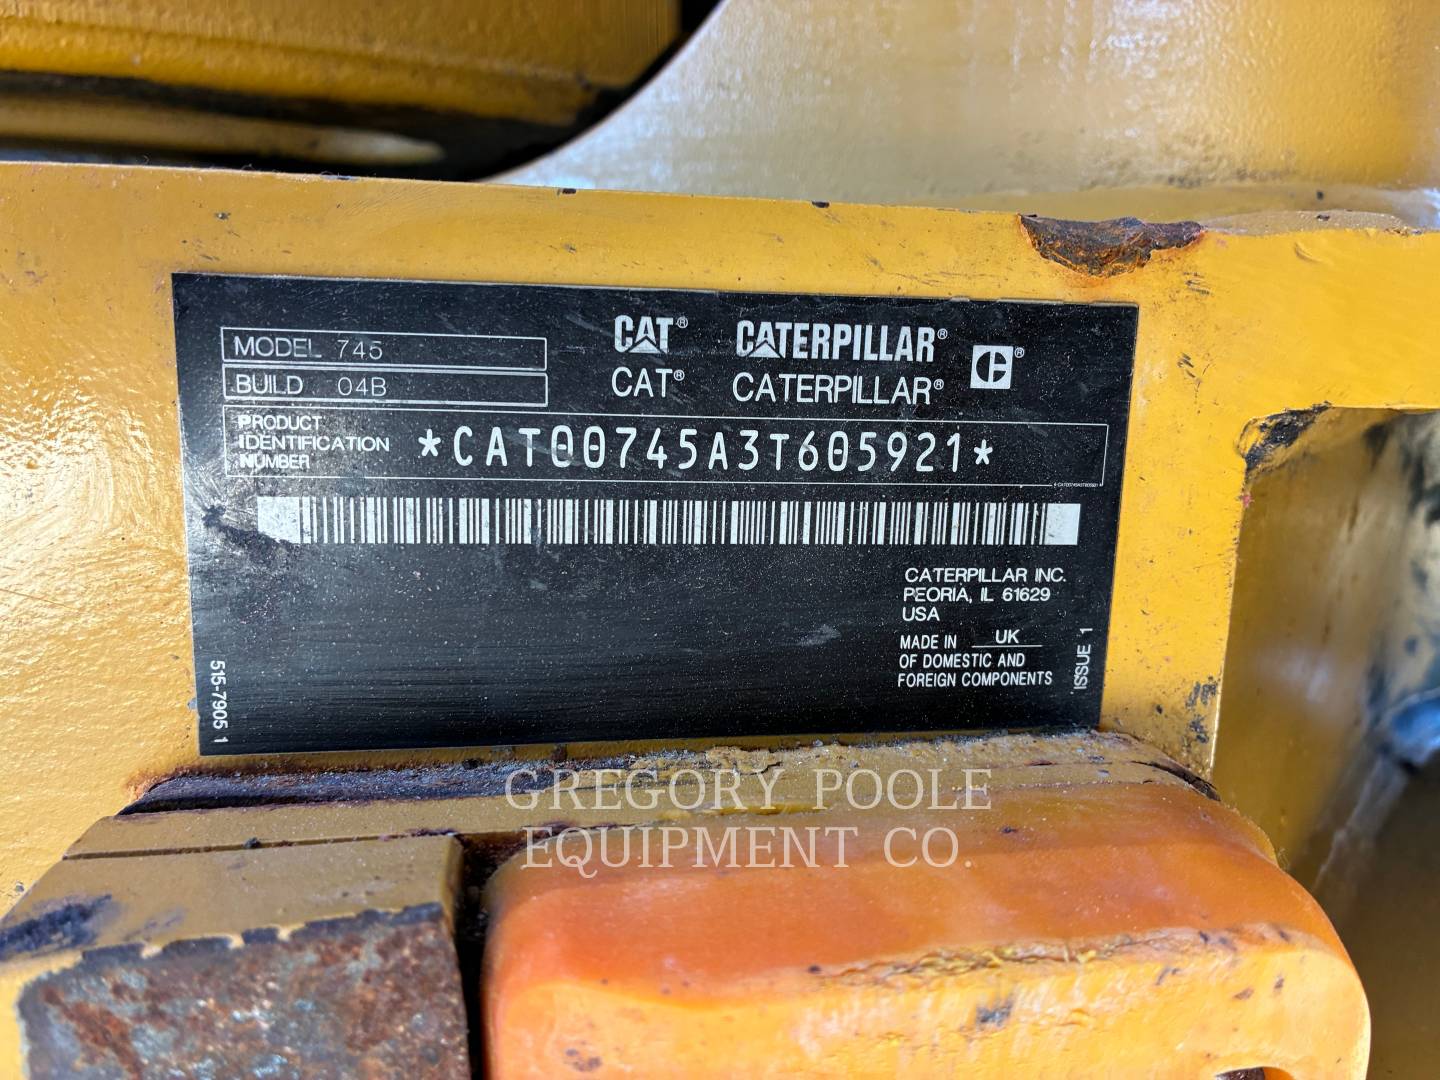 MODEL 745
BUILD 04B
CAT® CATERPILLAR®
CAT® CATERPILLAR® ®
PRODUCT
IDENTIFICATION
NUMBER
*CAT00745A3T605921*
CATERPILLAR INC.
PEORIA, IL 61629
USA
MADE IN UK
OF DOMESTIC AND
FOREIGN COMPONENTS
515-7905 1
ISSUE 1
GREGORY POOLE
EQUIPMENT CO